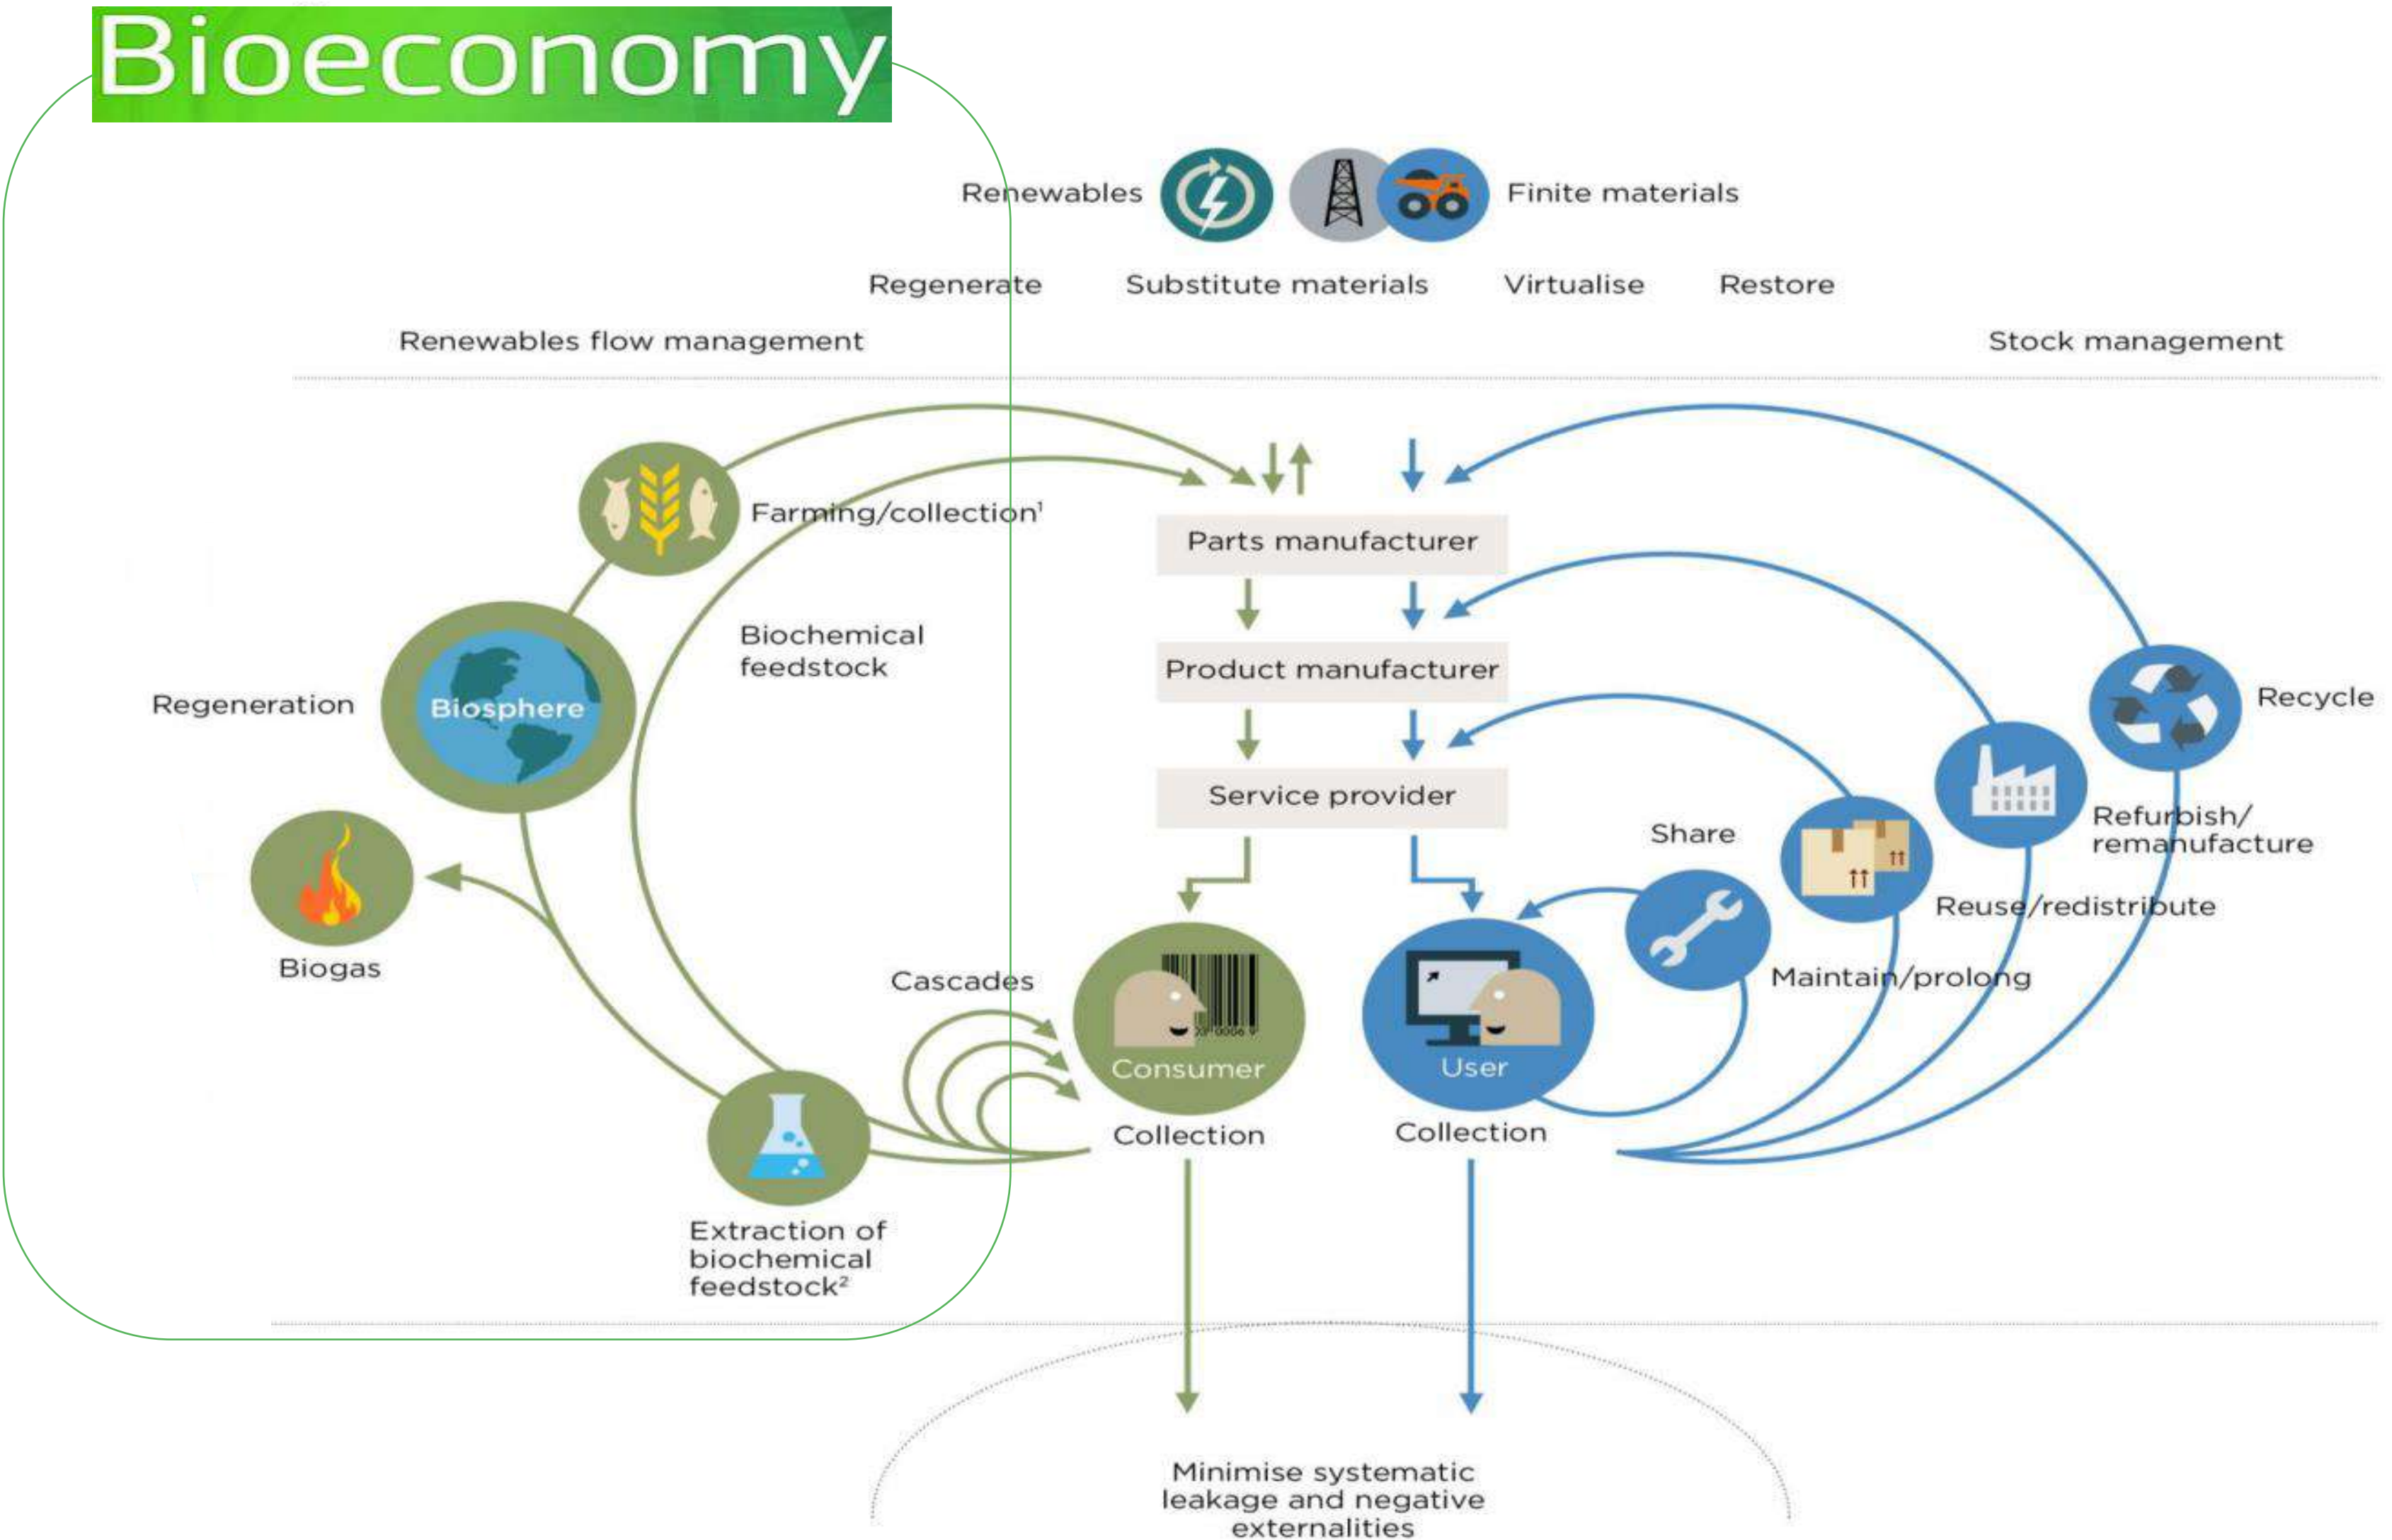 Bioeconomy
Renewables
Finite materials
Regenerate
Substitute materials
Virtualise
Restore
Renewables flow management
Stock management
Farming/collection¹
Parts manufacturer
Biochemical
feedstock
Product manufacturer
Regeneration
Biosphere
Recycle
Service provider
Share
Refurbish/
remanufacture
Reuse/redistribute
Biogas
Cascades
Maintain/prolong
Consumer
User
Collection
Collection
Extraction of
biochemical
feedstock²
Minimise systematic
leakage and negative
externalities